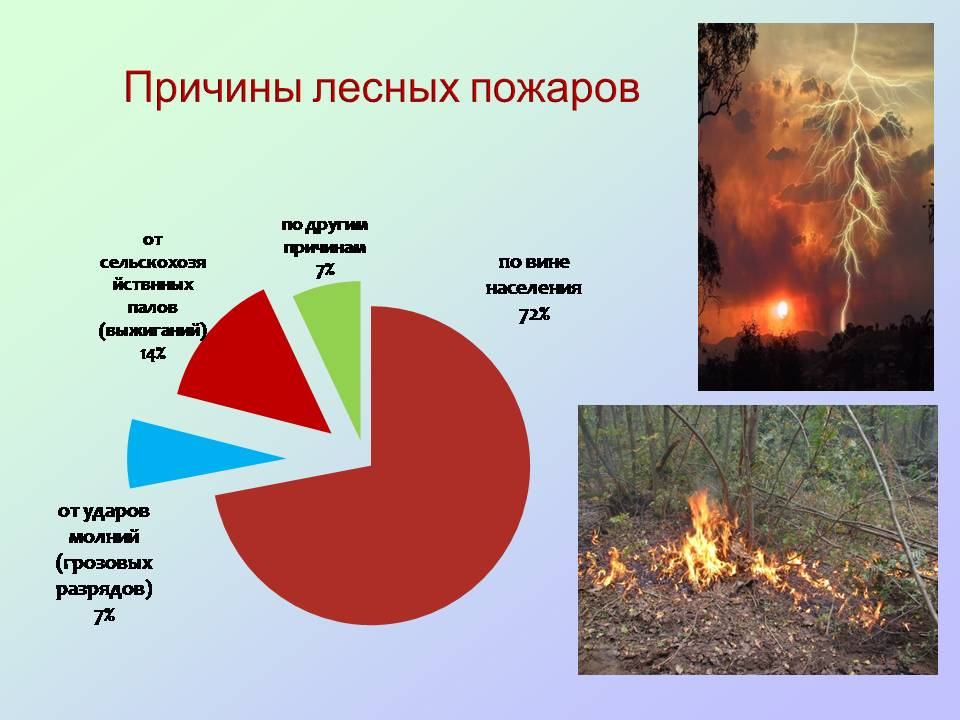 Причины лесных пожаров
по другим
причинам
7%
от
сельскохозя
йствнных
палов
(выжиганий)
14%
по вине
населения
72%
от ударов
молний
(грозовых
разрядов)
7%